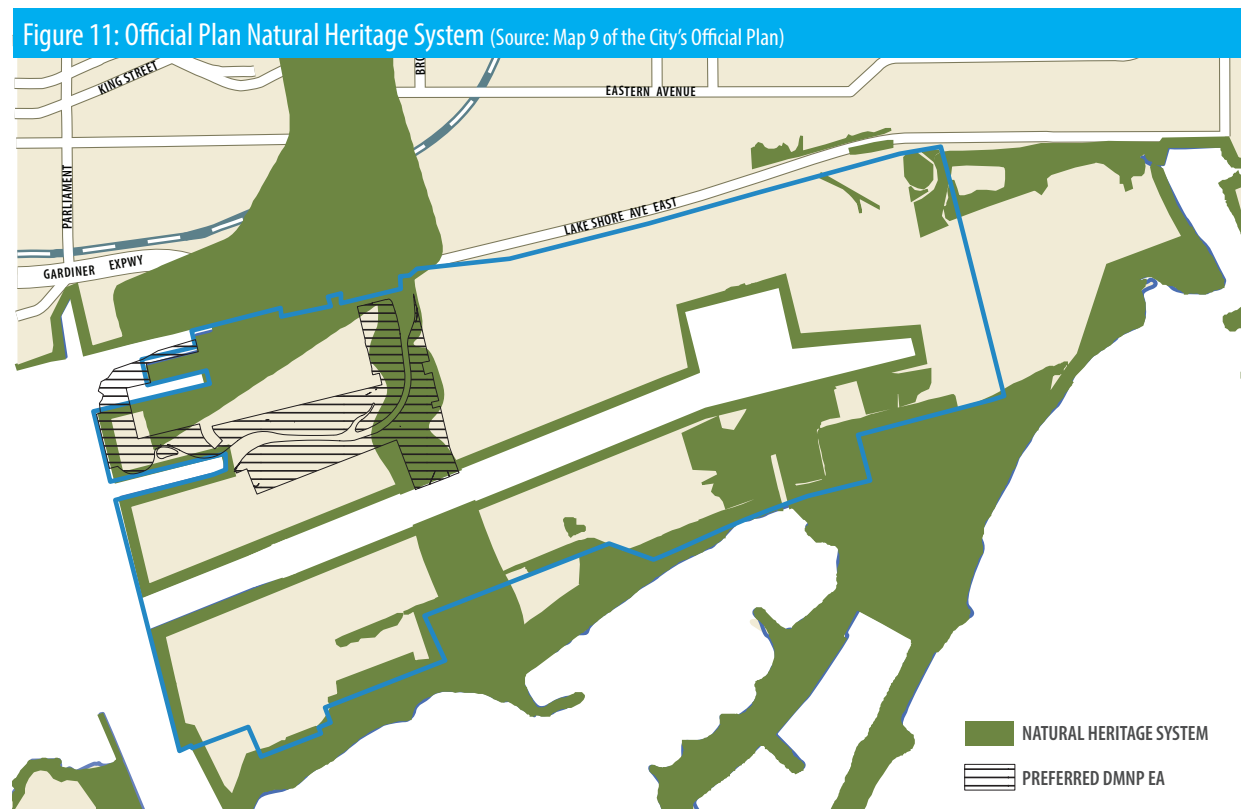 Figure 11: Official Plan Natural Heritage System (Source: Map 9 of the City's Official Plan)
KING STREET
BRO
EASTERN AVENUE
PARLIAMENT
LAKE SHORE AVE EAST
GARDINER EXPWY
NATURAL HERITAGE SYSTEM
PREFERRED DMNP EA